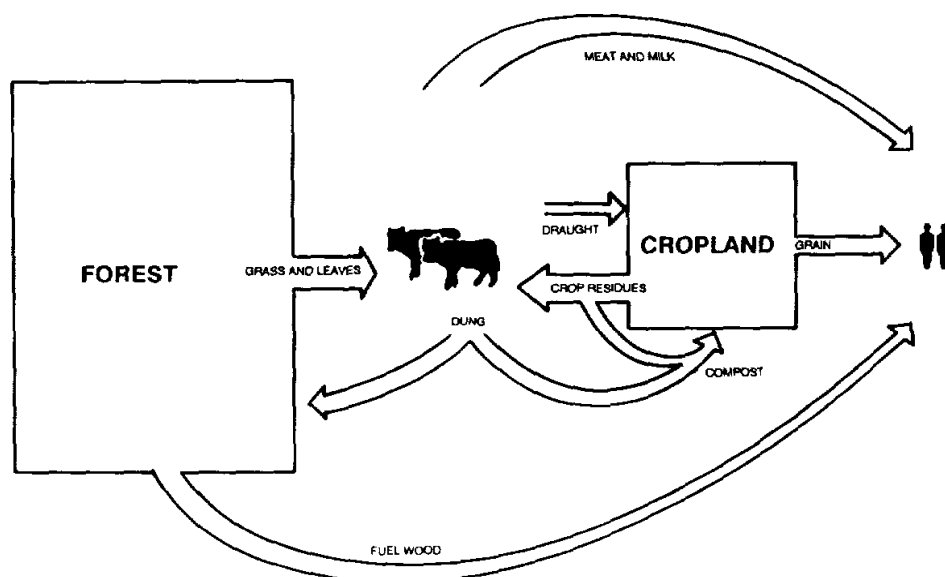 MEAT AND MILK
DRAUGHT
CROPLAND
GRAIN
FOREST
GRASS AND LEAVES
CROP RESIDUES
DUNG
COMPOST
FUEL WOOD